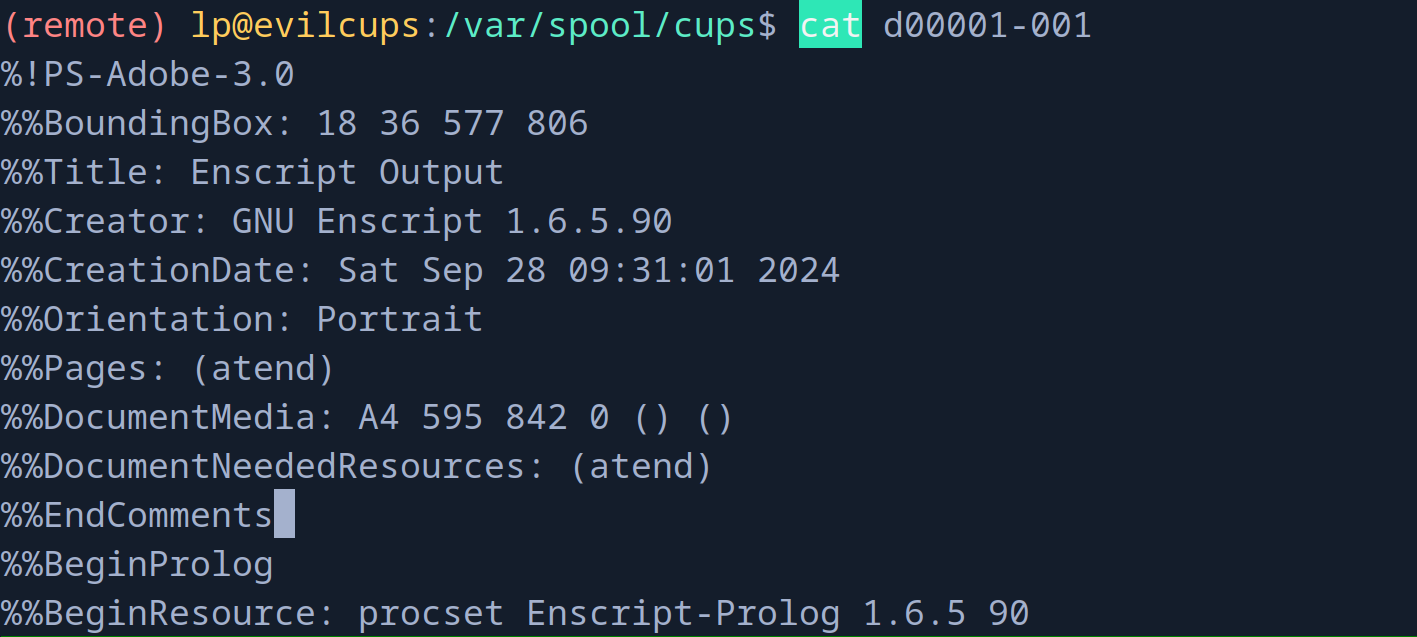 (remote) lp@evilcups:/var/spool/cups$ cat d00001-001
%!PS-Adobe-3.0
%%BoundingBox: 18 36 577 806
%%Title: Enscript Output
%%Creator: GNU Enscript 1.6.5.90
%%CreationDate: Sat Sep 28 09:31:01 2024
%%Orientation: Portrait
%%Pages: (atend)
%%DocumentMedia: A4 595 842 0 () ()
%%DocumentNeededResources: (atend)
%%EndComments
%%BeginProlog
%%BeginResource: procset Enscript-Prolog 1.6.5 90